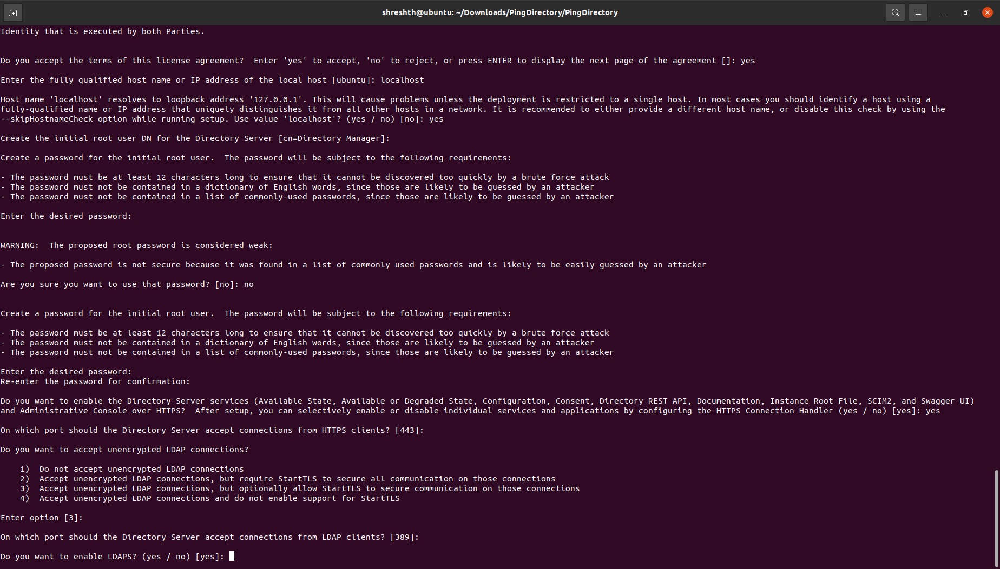 shreshth@ubuntu: ~/Downloads/PingDirectory/PingDirectory
Identity that is executed by both Parties.
Do you accept the terms of this license agreement?  Enter 'yes' to accept, 'no' to reject, or press ENTER to display the next page of the agreement []: yes
Enter the fully qualified host name or IP address of the local host [ubuntu]: localhost
Host name 'localhost' resolves to loopback address '127.0.0.1'. This will cause problems unless the deployment is restricted to a single host. In most cases you should identify a host using a
fully-qualified name or IP address that uniquely distinguishes it from all other hosts in a network. It is recommended to either provide a different host name, or disable this check by using the
--skipHostnameCheck option while running setup. Use value 'localhost'? (yes / no) [no]: yes
Create the initial root user DN for the Directory Server [cn=Directory Manager]:
Create a password for the initial root user.  The password will be subject to the following requirements:
- The password must be at least 12 characters long to ensure that it cannot be discovered too quickly by a brute force attack
- The password must not be contained in a dictionary of English words, since those are likely to be guessed by an attacker
- The password must not be contained in a list of commonly-used passwords, since those are likely to be guessed by an attacker
Enter the desired password:
WARNING:  The proposed root password is considered weak:
- The proposed password is not secure because it was found in a list of commonly used passwords and is likely to be easily guessed by an attacker
Are you sure you want to use that password? [no]: no
Create a password for the initial root user.  The password will be subject to the following requirements:
- The password must be at least 12 characters long to ensure that it cannot be discovered too quickly by a brute force attack
- The password must not be contained in a dictionary of English words, since those are likely to be guessed by an attacker
- The password must not be contained in a list of commonly-used passwords, since those are likely to be guessed by an attacker
Enter the desired password:
Re-enter the password for confirmation:
Do you want to enable the Directory Server services (Available State, Available or Degraded State, Configuration, Consent, Directory REST API, Documentation, Instance Root File, SCIM2, and Swagger UI)
and Administrative Console over HTTPS?  After setup, you can selectively enable or disable individual services and applications by configuring the HTTPS Connection Handler (yes / no) [yes]: yes
On which port should the Directory Server accept connections from HTTPS clients? [443]:
Do you want to accept unencrypted LDAP connections?
1)  Do not accept unencrypted LDAP connections
2)  Accept unencrypted LDAP connections, but require StartTLS to secure all communication on those connections
3)  Accept unencrypted LDAP connections, but optionally allow StartTLS to secure communication on those connections
4)  Accept unencrypted LDAP connections and do not enable support for StartTLS
Enter option [3]:
On which port should the Directory Server accept connections from LDAP clients? [389]:
Do you want to enable LDAPS? (yes / no) [yes]: